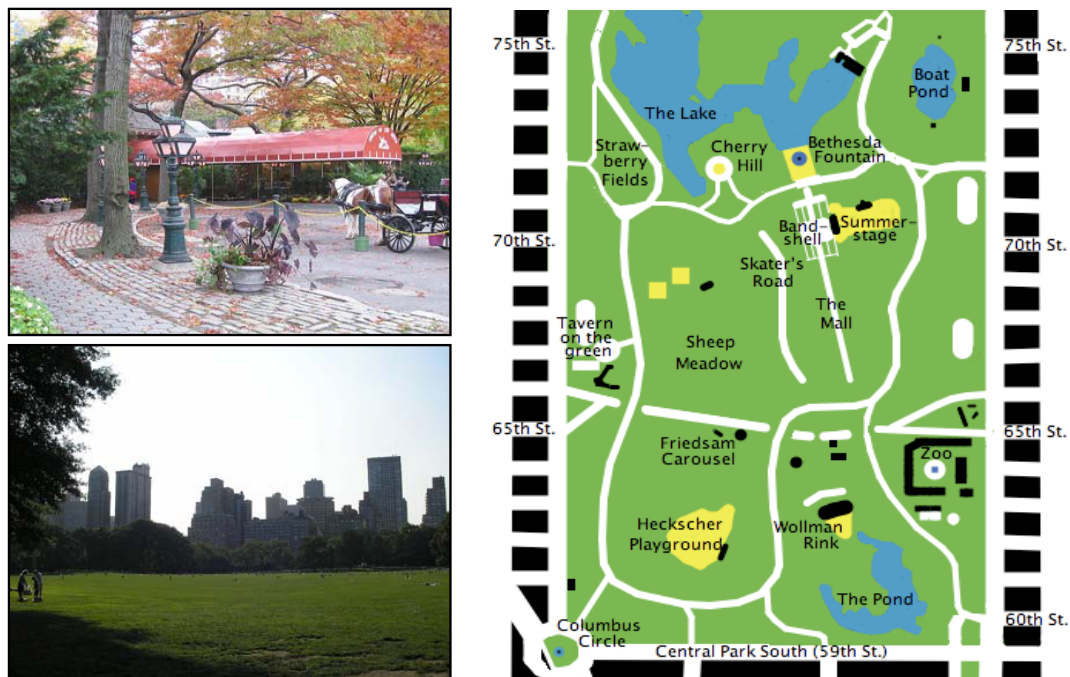 75th St.
75th St.
Boat
Pond
The Lake
Straw-
berry
Fields
Cherry
Hill
Bethesda
Fountain
Band-
shell
Summer-
stage
70th St.
70th St.
Skater's
Road
The
Mall
Tavern
on the
green
Sheep
Meadow
65th St.
65th St.
Friedsam
Carousel
Zoo
Heckscher
Playground
Wollman
Rink
The Pond
60th St.
Columbus
Circle
Central Park South (59th St.)